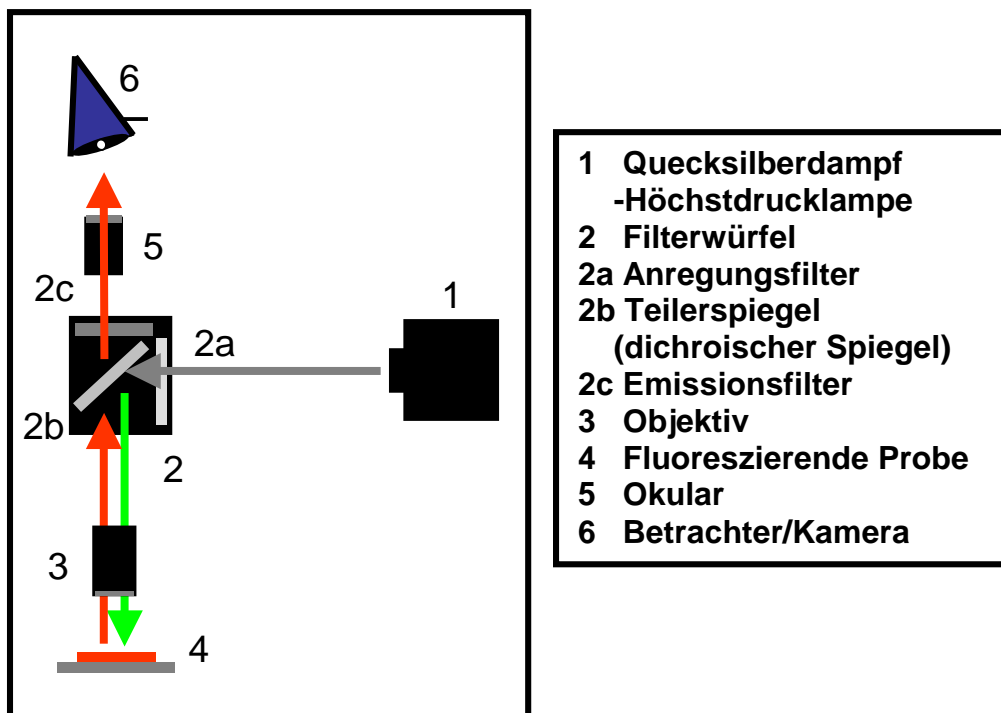 6
5
2c
1
2a
2b
2
3
4
1 Quecksilberdampf
-Höchstdrucklampe
2 Filterwürfel
2a Anregungsfilter
2b Teilerspiegel
(dichroischer Spiegel)
2c Emissionsfilter
3 Objektiv
4 Fluoreszierende Probe
5 Okular
6 Betrachter/Kamera